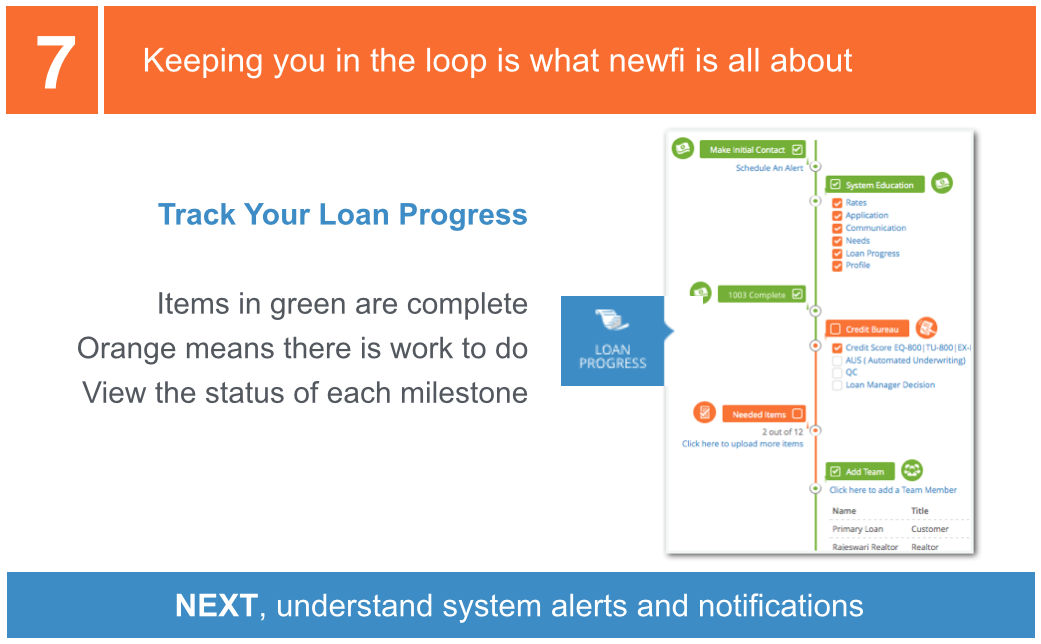 7
Keeping you in the loop is what newfi is all about
Track Your Loan Progress
Items in green are complete
Orange means there is work to do
View the status of each milestone
LOAN
PROGRESS
Make Initial Contact
Schedule An Alert
System Education
Rates
Application
Communication
Needs
Loan Progress
Profile
1003 Complete
Credit Bureau
Credit Score EQ-800|TU-800|EX-
AUS ( Automated Underwriting)
QC
Loan Manager Decision
Needed Items
2 out of 12
Click here to upload more items
Add Team
Click here to add a Team Member
Name Title
Primary Loan Customer
Rajeswari Realtor Realtor
NEXT, understand system alerts and notifications